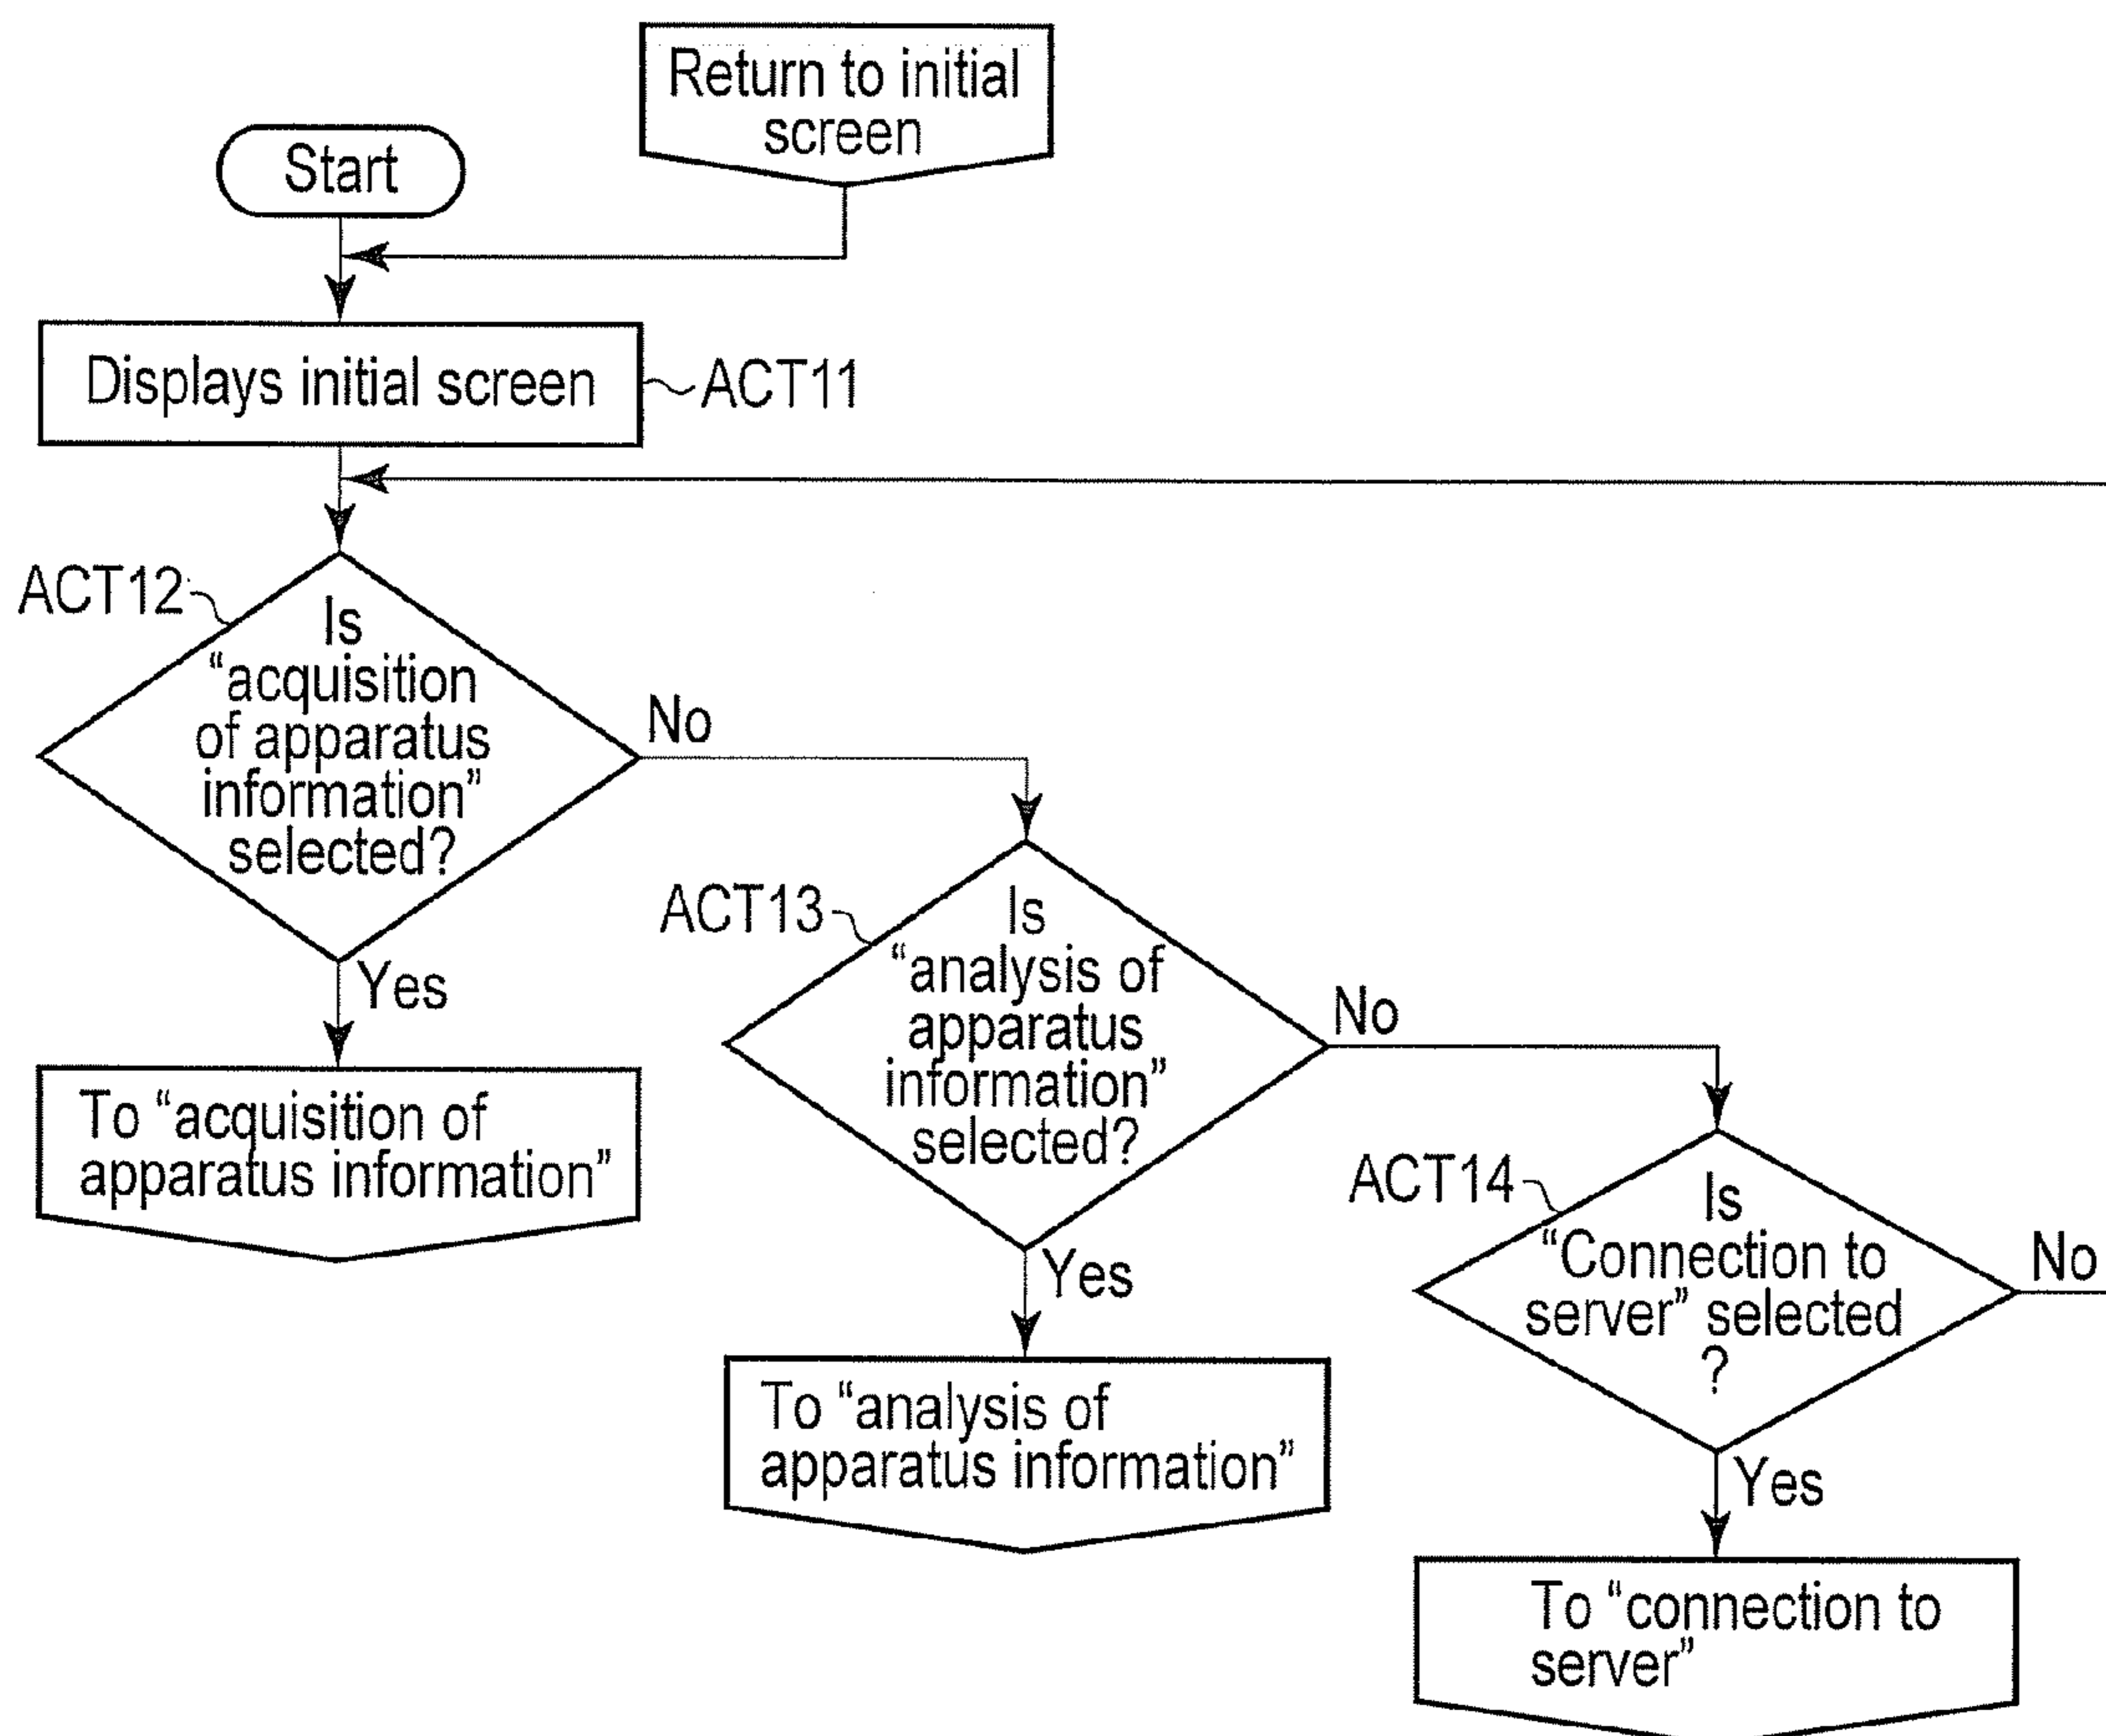 Return to initial
screen
Start
Displays initial screen
ACT11
ACT12
Is
“acquisition
of apparatus
information”
selected?
No
Yes
To “acquisition of
apparatus information”
ACT13
Is
“analysis of
apparatus
information”
selected?
No
Yes
To “analysis of
apparatus information”
ACT14
Is
“Connection to
server” selected
?
No
Yes
To “connection to
server”